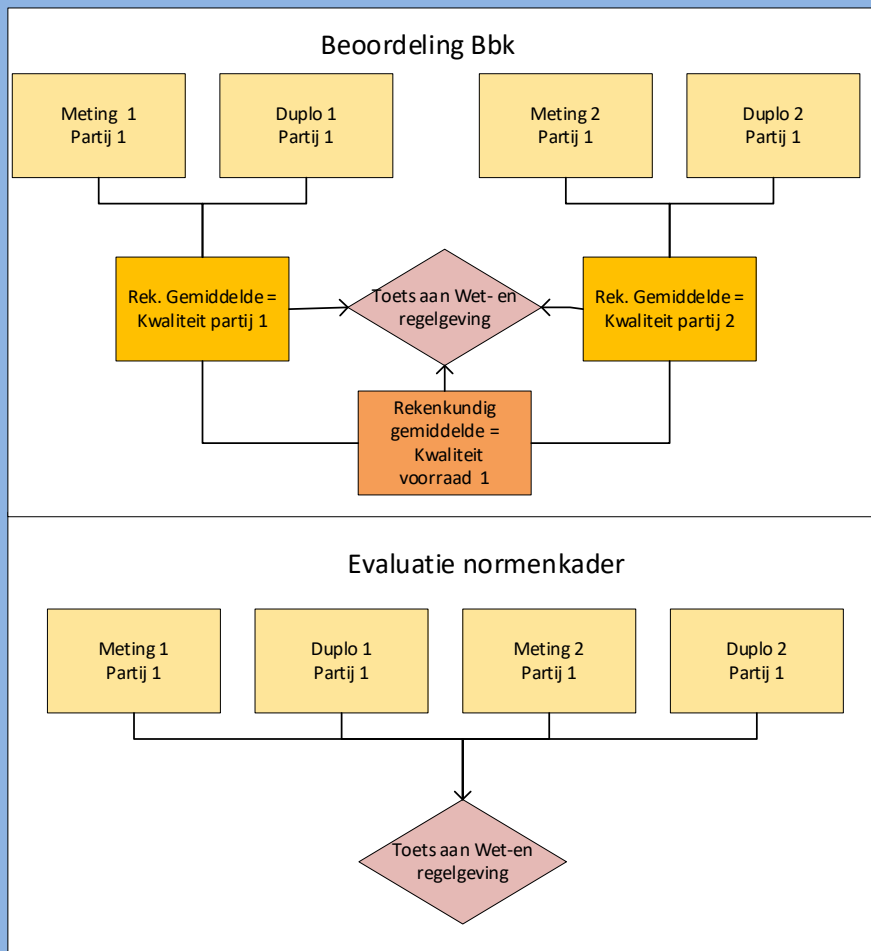 Beoordeling Bbk
Meting 1
Partij 1
Duplo 1
Partij 1
Meting 2
Partij 1
Duplo 2
Partij 1
Rek. Gemiddelde =
Kwaliteit partij 1
Toets aan Wet- en
regelgeving
Rek. Gemiddelde =
Kwaliteit partij 2
Rekenkundig
gemiddelde =
Kwaliteit
voorraad 1
Evaluatie normenkader
Meting 1
Partij 1
Duplo 1
Partij 1
Meting 2
Partij 1
Duplo 2
Partij 1
Toets aan Wet-en
regelgeving